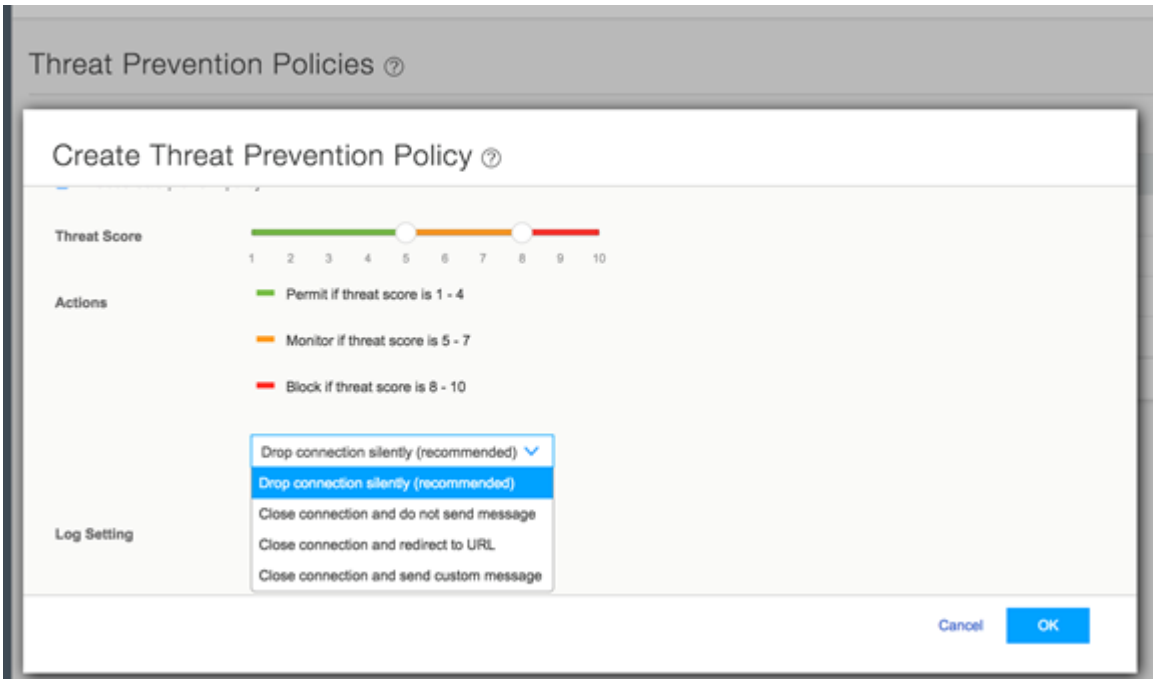 Threat Prevention Policies ?
Create Threat Prevention Policy ?
Threat Score
1 2 3 4 5 6 7 8 9 10
Actions
Permit if threat score is 1 - 4
Monitor if threat score is 5 - 7
Block if threat score is 8 - 10
Drop connection silently (recommended)
Drop connection silently (recommended)
Close connection and do not send message
Log Setting
Close connection and redirect to URL
Close connection and send custom message
Cancel OK